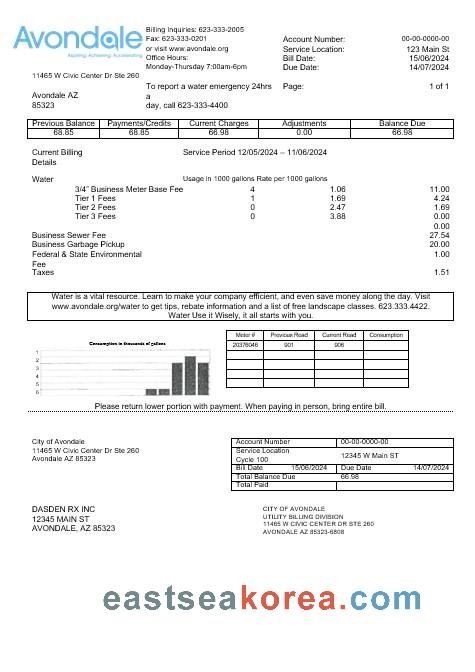 Avondale
Aspiring. Achieving. Accelerating.
Billing Inquiries: 623-333-2005
Fax: 623-333-0201
or visit www.avondale.org
Office Hours:
Monday-Thursday 7:00am-6pm
Account Number: 00-00-0000-00
Service Location: 123 Main St
Bill Date: 15/06/2024
Due Date: 14/07/2024
11465 W Civic Center Dr Ste 260
To report a water emergency 24hrs
a
day, call 623-333-4400
Page: 1 of 1
Avondale AZ
85323
Previous Balance Payments/Credits Current Charges Adjustments Balance Due
68.85 68.85 66.98 0.00 66.98
Current Billing Service Period 12/05/2024 – 11/06/2024
Details
Water Usage in 1000 gallons Rate per 1000 gallons
3/4" Business Meter Base Fee 4 1.06 11.00
Tier 1 Fees 1 1.69 4.24
Tier 2 Fees 0 2.47 1.69
Tier 3 Fees 0 3.88 0.00
0.00
Business Sewer Fee 27.54
Business Garbage Pickup 20.00
Federal & State Environmental 1.00
Fee
Taxes 1.51
Water is a vital resource. Learn to make your company efficient, and even save money along the day. Visit
www.avondale.org/water to get tips, rebate information and a list of free landscape classes. 623.333.4422.
Water Use it Wisely, it all starts with you.
Consumption in thousands of gallons
1
2
3
4
5
6
Meter # Previous Read Current Read Consumption
20376046 901 906
Please return lower portion with payment. When paying in person, bring entire bill.
City of Avondale
11465 W Civic Center Dr Ste 260
Avondale AZ 85323
Account Number 00-00-0000-00
Service Location
Cycle 100 12345 W Main ST
Bill Date 15/06/2024 Due Date 14/07/2024
Total Balance Due 66.98
Total Paid
DASDEN RX INC
12345 MAIN ST
AVONDALE, AZ 85323
CITY OF AVONDALE
UTILITY BILLING DIVISION
11465 W CIVIC CENTER DR STE 260
AVONDALE AZ 85323-6808
eastseakorea.com